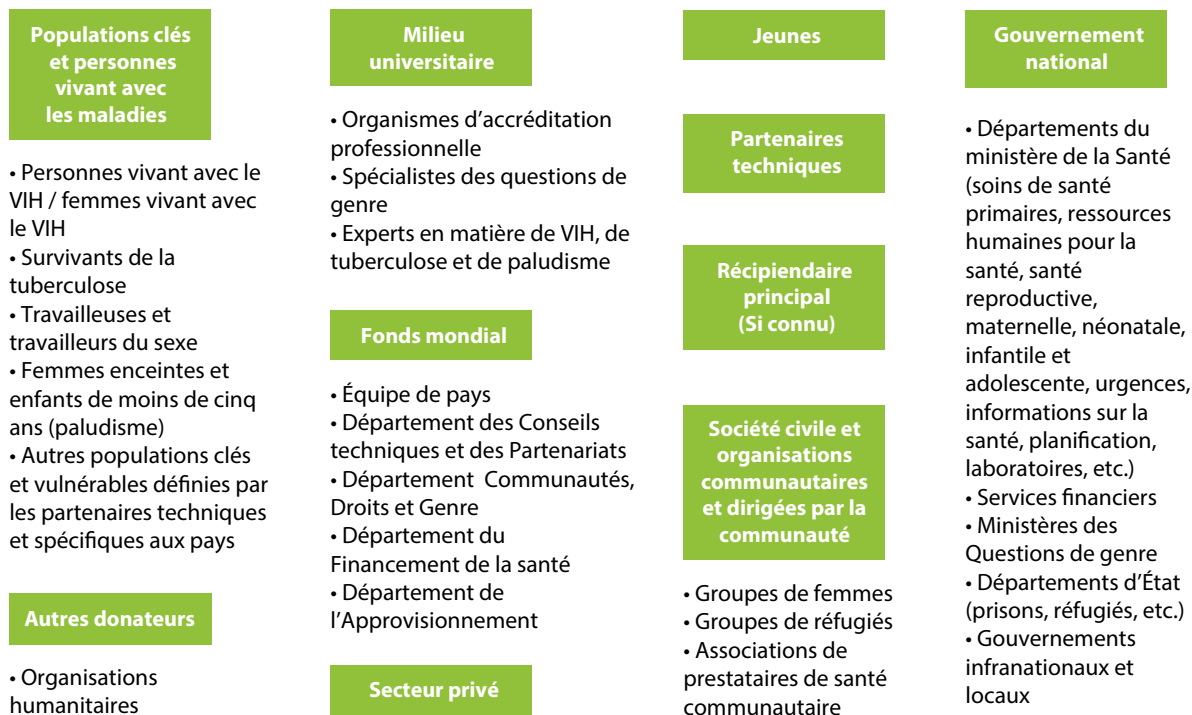 Populations clés
et personnes
vivant avec
les maladies
• Personnes vivant avec le
VIH / femmes vivant avec
le VIH
• Survivants de la
tuberculose
• Travailleuses et
travailleurs du sexe
• Femmes enceintes et
enfants de moins de cinq
ans (paludisme)
• Autres populations clés
et vulnérables définies par
les partenaires techniques
et spécifiques aux pays
Autres donateurs
• Organisations
humanitaires
Milieu
universitaire
• Organismes d’accréditation
professionnelle
• Spécialistes des questions de
genre
• Experts en matière de VIH, de
tuberculose et de paludisme
Fonds mondial
• Équipe de pays
• Département des Conseils
techniques et des Partenariats
• Département Communautés,
Droits et Genre
• Département du
Financement de la santé
• Département de
l’Approvisionnement
Secteur privé
Jeunes
Partenaires
techniques
Récipiendaire
principal
(Si connu)
Société civile et
organisations
communautaires
et dirigées par la
communauté
• Groupes de femmes
• Groupes de réfugiés
• Associations de
prestataires de santé
communautaire
Gouvernement
national
• Départements du
ministère de la Santé
(soins de santé
primaires, ressources
humaines pour la
santé, santé
reproductive,
maternelle, néonatale,
infantile et
adolescente, urgences,
informations sur la
santé, planification,
laboratoires, etc.)
• Services financiers
• Ministères des
Questions de genre
• Départements d’État
(prisons, réfugiés, etc.)
• Gouvernements
infranationaux et
locaux